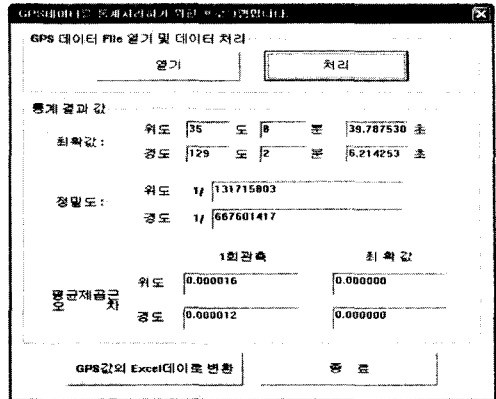 GPS데이터를 통계처리하기 위한 프로그램입니다.
GPS 데이터 File 열기 및 데이터 처리
열기 처리
통계 결과 값
최확값 : 위도 35 도 8 분 39.787530 초
경도 129 도 2 분 6.214253 초
정밀도 : 위도 1/ 131715803
경도 1/ 667601417
1회관측 최 확 값
평균제곱근
오 차
위도 0.000016 0.000000
경도 0.000012 0.000000
GPS값의 Excel데이로 변환 종 료